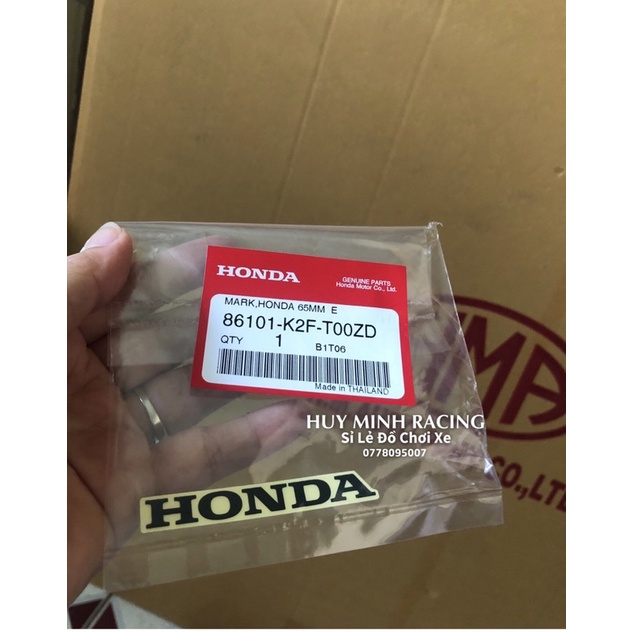 HONDA
GENUINE PARTS
Honda Motor Co., Ltd.
MARK,HONDA 65MM E
86101-K2F-T00ZD
QTY 1 B1T06
Made in THAILAND
HUY MINH RACING
Sỉ Lẻ Đồ Chơi Xe
0778095007
HONDA
CO.,LTD